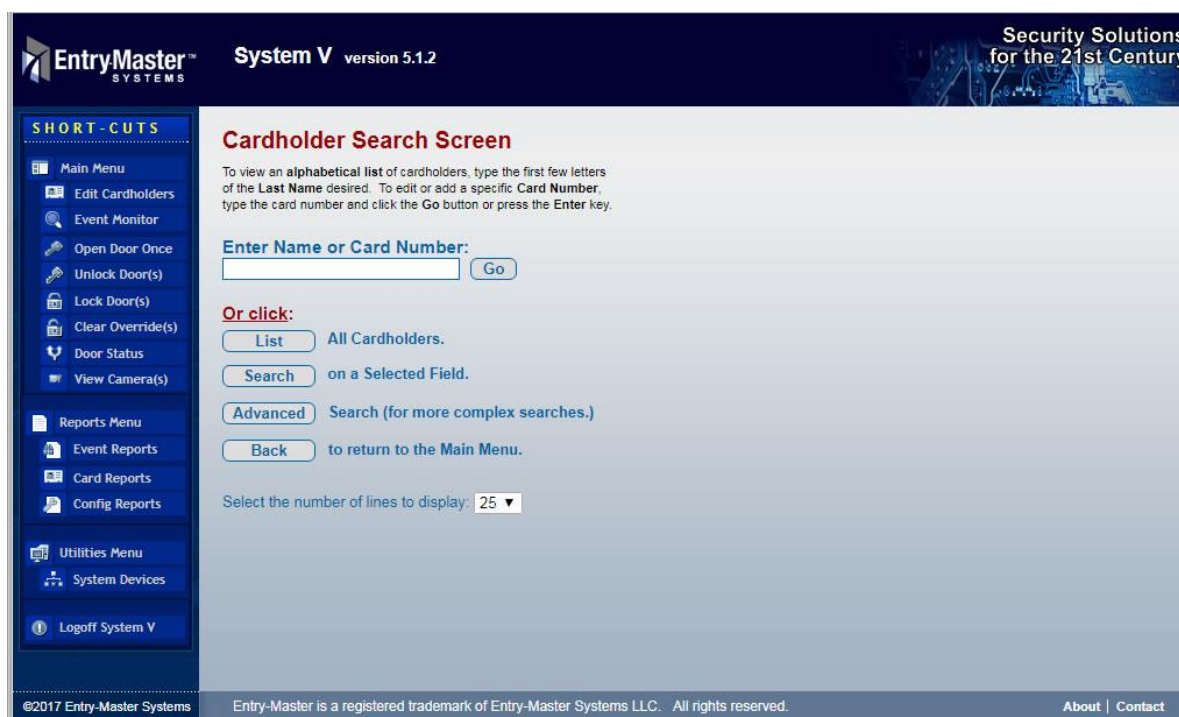 EntryMaster™
SYSTEMS
System V version 5.1.2
Security Solutions
for the 21st Century
SHORT-CUTS
Main Menu
Edit Cardholders
Event Monitor
Open Door Once
Unlock Door(s)
Lock Door(s)
Clear Override(s)
Door Status
View Camera(s)
Reports Menu
Event Reports
Card Reports
Config Reports
Utilities Menu
System Devices
Logoff System V
Cardholder Search Screen
To view an alphabetical list of cardholders, type the first few letters
of the Last Name desired. To edit or add a specific Card Number,
type the card number and click the Go button or press the Enter key.
Enter Name or Card Number:
Go
Or click:
List All Cardholders.
Search on a Selected Field.
Advanced Search (for more complex searches.)
Back to return to the Main Menu.
Select the number of lines to display: 25 ▼
©2017 Entry-Master Systems
Entry-Master is a registered trademark of Entry-Master Systems LLC. All rights reserved.
About | Contact